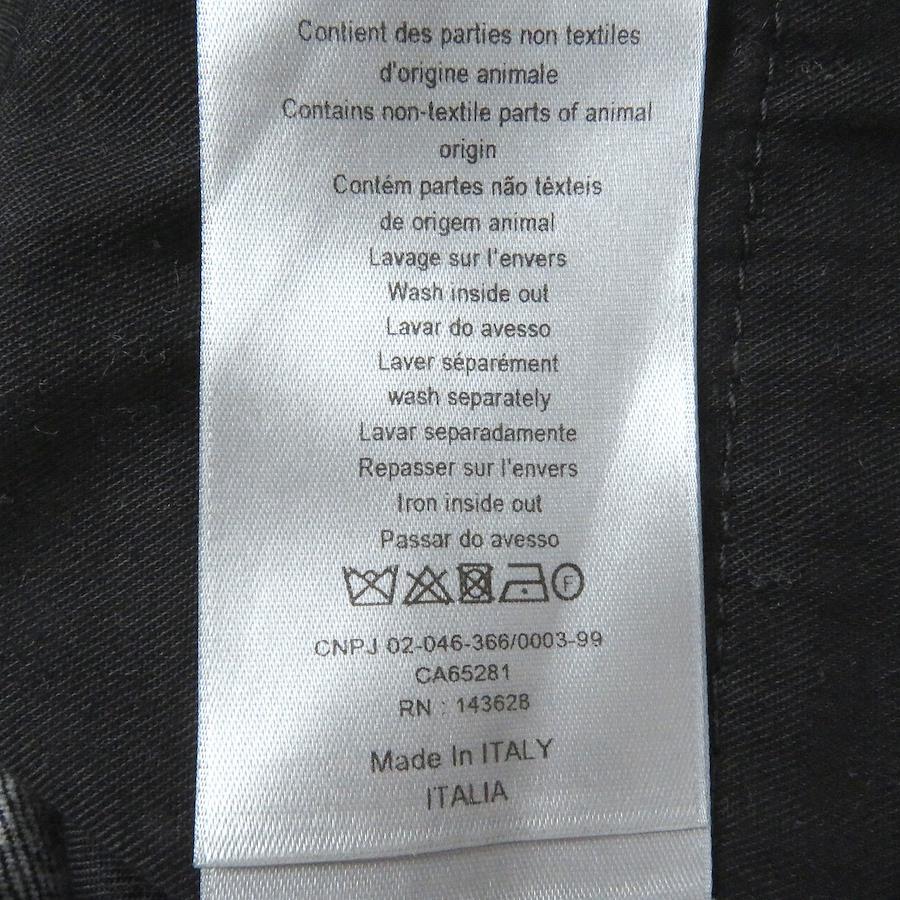 Contient des parties non textiles
d'origine animale
Contains non-textile parts of animal
origin
Contém partes não têxteis
de origem animal
Lavage sur l'envers
Wash inside out
Lavar do avesso
Laver séparément
wash separately
Lavar separadamente
Repasser sur l'envers
Iron inside out
Passar do avesso
F
CNPJ 02-046-366/0003-99
CA65281
RN : 143628
Made In ITALY
ITALIA